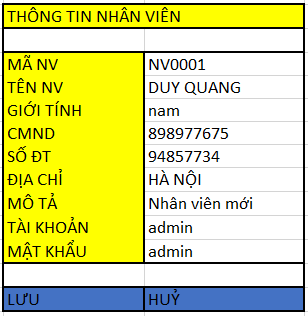 THÔNG TIN NHÂN VIÊN
MÃ NV NV0001
TÊN NV DUY QUANG
GIỚI TÍNH nam
CMND 898977675
SỐ ĐT 94857734
ĐỊA CHỈ HÀ NỘI
MÔ TẢ Nhân viên mới
TÀI KHOẢN admin
MẬT KHẨU admin
LƯU HUỶ